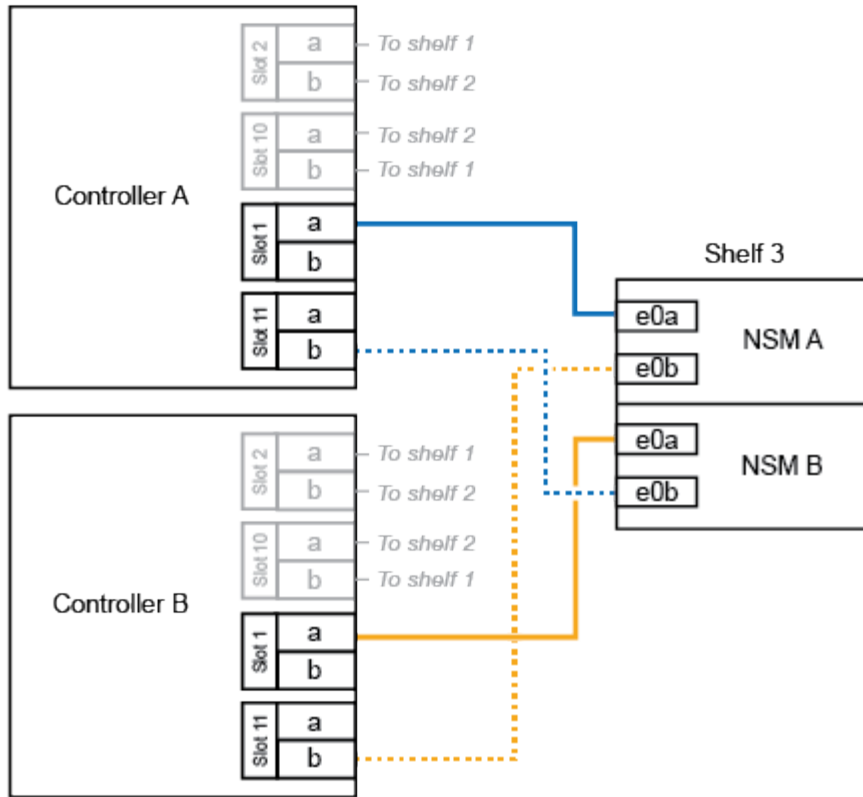 Controller A
Slot 2
a
To shelf 1
b
To shelf 2
Slot 10
a
To shelf 2
b
To shelf 1
Slot 1
a
b
Slot 11
a
b
Controller B
Slot 2
a
To shelf 1
b
To shelf 2
Slot 10
a
To shelf 2
b
To shelf 1
Slot 1
a
b
Slot 11
a
b
Shelf 3
e0a
NSM A
e0b
e0a
NSM B
e0b